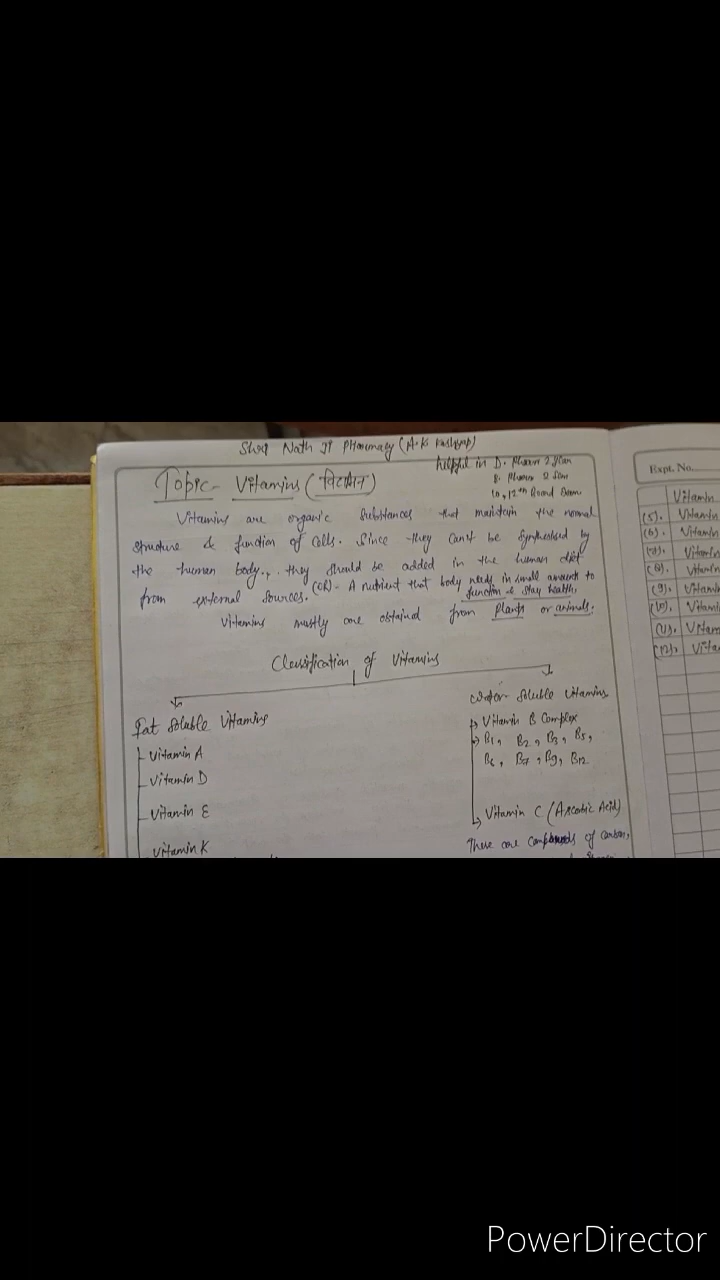 Shri Nath Ji Pharmacy (A.K Kashyap)
helpful in D. Pharm 2 Year
B. Pharm 2 Sem
10, 12th Board Exam
Topic- Vitamins (विटामिन)
Vitamins are organic substances that maintain the normal
structure & function of cells. Since they can't be synthesised by
the human body, they should be added in the human diet
from external sources. (OR)- A nutrient that body needs in small amounts to
function & stay health,
Vitamins mostly are obtained from Plants or animals.
Classification of Vitamins
Fat Soluble Vitamins
Vitamin A
Vitamin D
Vitamin E
Vitamin K
Water Soluble Vitamins
Vitamin B Complex
B1, B2, B3, B5,
B6, B7, B9, B12
Vitamin C (Ascorbic Acid)
These are compounds of carbon,
Expt. No.
Vitamin
(5). Vitamin
(6). Vitamin
(7). Vitamin
(8). Vitamin
(9). Vitamin
(10). Vitami
(11). Vitam
(12). Vita
PowerDirector